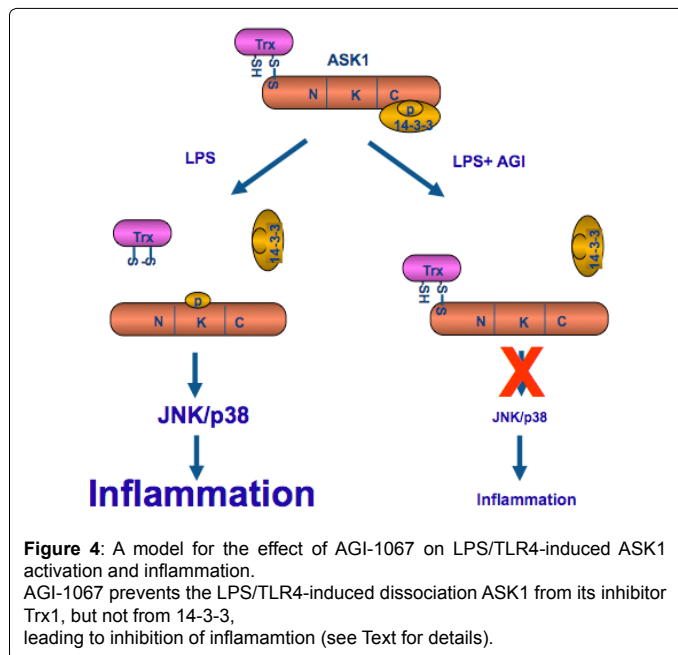 Trx
-SH
S-S
ASK1
N K C
p
14-3-3
LPS
LPS+ AGI
Trx
S-S
14-3-3
p
N K C
JNK/p38
Inflammation
14-3-3
Trx
-SH
S-S
N K C
X
JNK/p38
Inflammation
Figure 4: A model for the effect of AGI-1067 on LPS/TLR4-induced ASK1
activation and inflammation.
AGI-1067 prevents the LPS/TLR4-induced dissociation ASK1 from its inhibitor
Trx1, but not from 14-3-3,
leading to inhibition of inflamamtion (see Text for details).